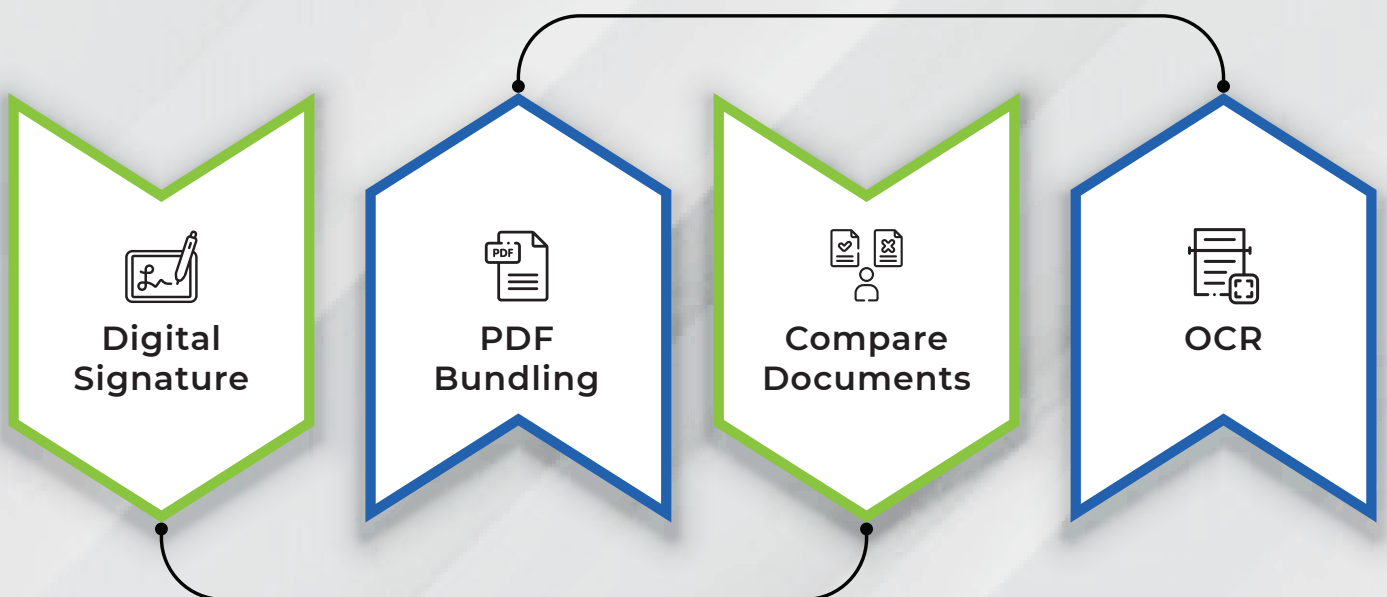 Digital
Signature
PDF
PDF
Bundling
Compare
Documents
OCR